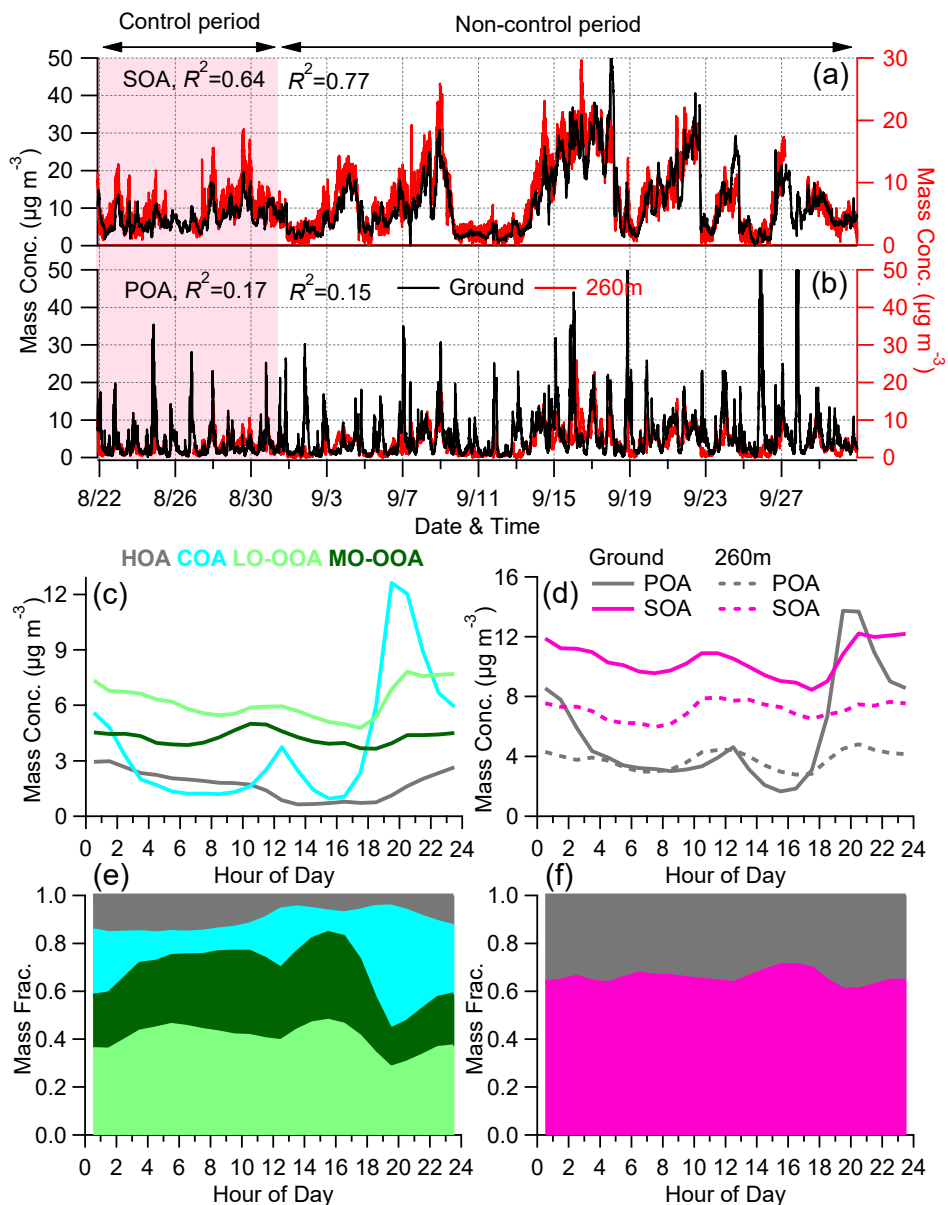 Control period Non-control period
SOA, R²=0.64 R²=0.77 (a)
50
40
30
20
10
0
30
20
10
0
POA, R²=0.17 R²=0.15 Ground 260m (b)
50
40
30
20
10
0
50
40
30
20
10
0
Mass Conc. (µg m⁻³)
Mass Conc. (µg m⁻³)
8/22 8/26 8/30 9/3 9/7 9/11 9/15 9/19 9/23 9/27
Date & Time
HOA COA LO-OOA MO-OOA
(c)
12
9
6
3
0
Mass Conc. (µg m⁻³)
0 2 4 6 8 10 12 14 16 18 20 22 24
Hour of Day
Ground 260m
POA POA
SOA SOA
(d)
16
12
8
4
0
Mass Conc. (µg m⁻³)
0 2 4 6 8 10 12 14 16 18 20 22 24
Hour of Day
(e)
1.0
0.8
0.6
0.4
0.2
0.0
Mass Frac.
0 2 4 6 8 10 12 14 16 18 20 22 24
Hour of Day
(f)
1.0
0.8
0.6
0.4
0.2
0.0
Mass Frac.
0 2 4 6 8 10 12 14 16 18 20 22 24
Hour of Day